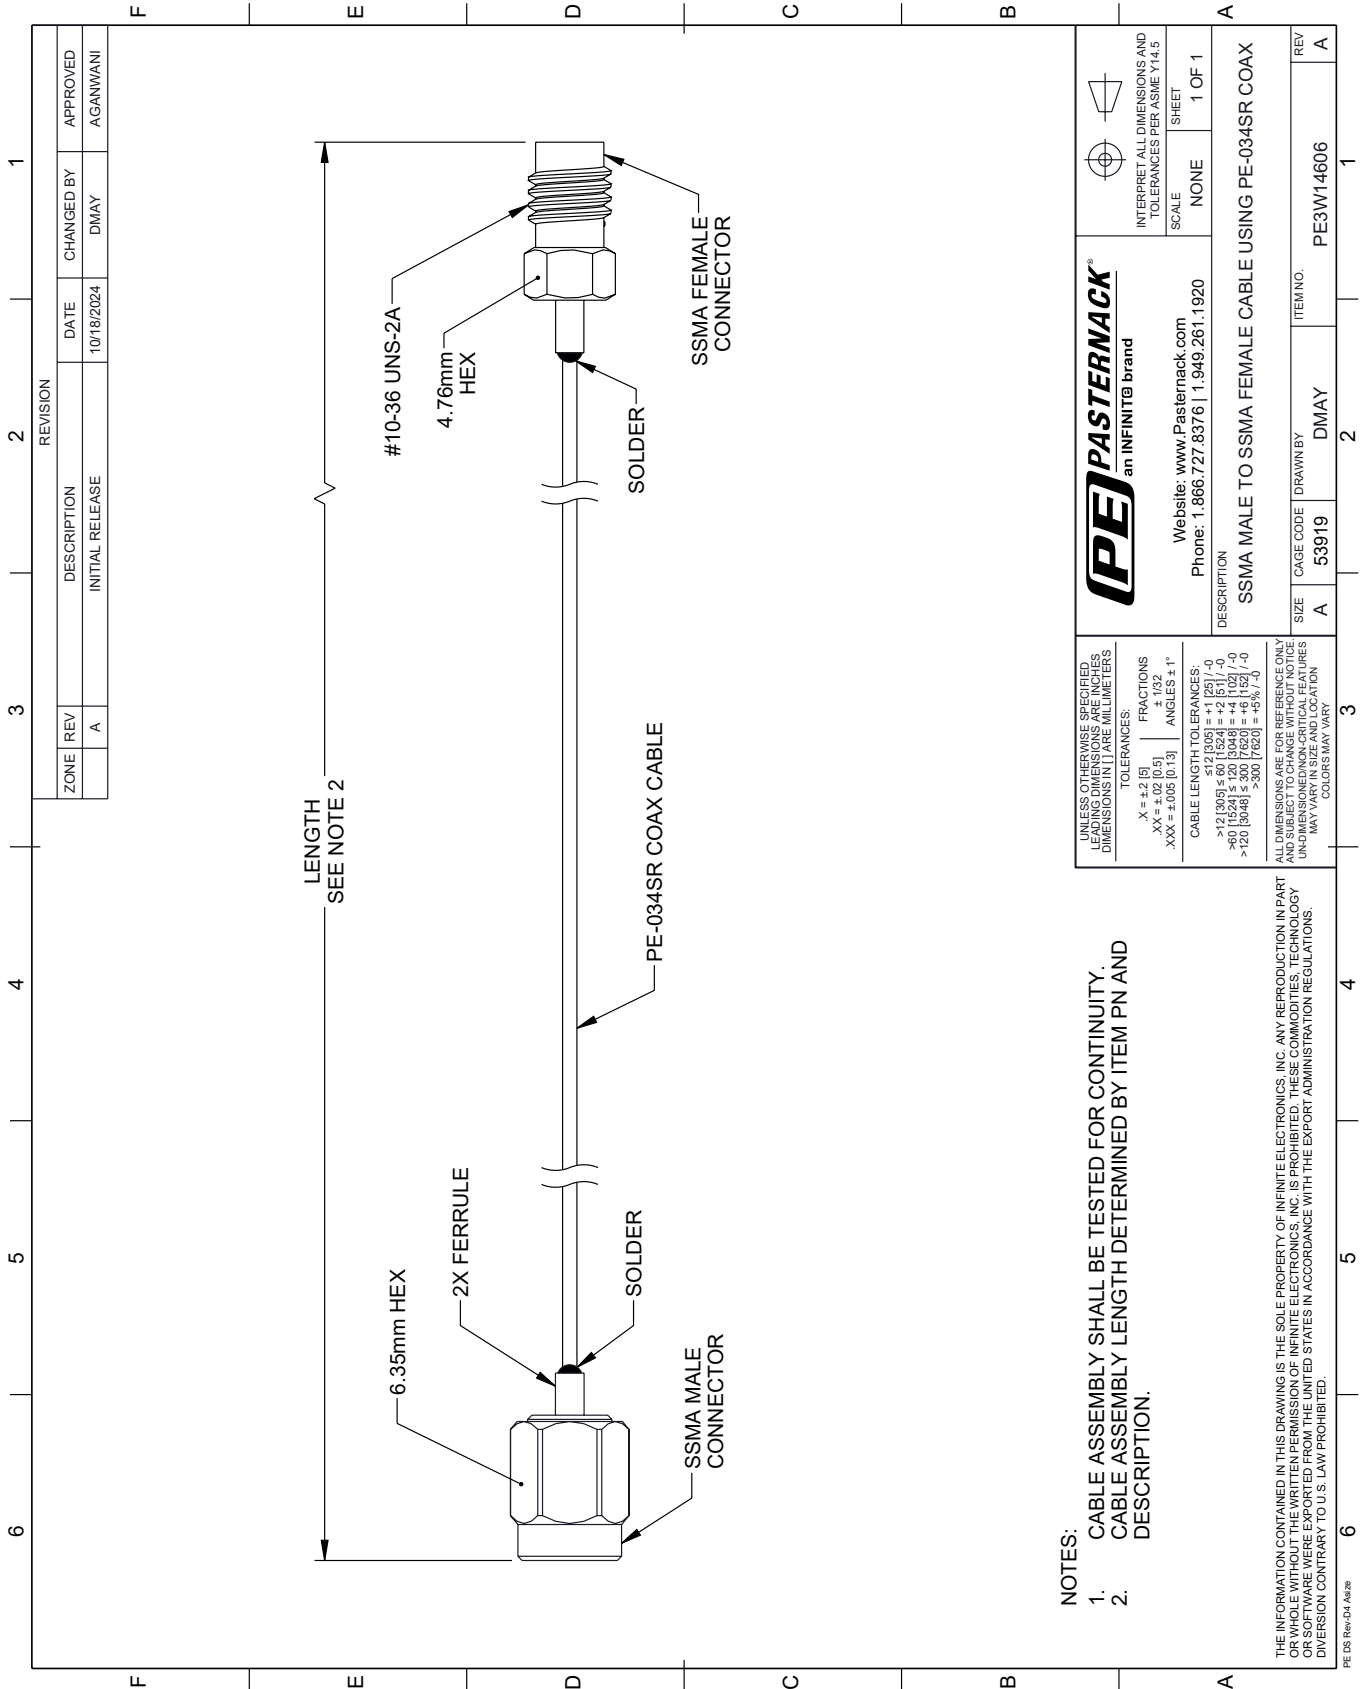 6
5
4
3
2
1
F
E
D
C
B
A
REVISION
ZONE REV DESCRIPTION DATE CHANGED BY APPROVED
A INITIAL RELEASE 10/18/2024 DMAY AGANWANI
LENGTH
SEE NOTE 2
6.35mm HEX
2X FERRULE
#10-36 UNS-2A
4.76mm
HEX
SOLDER
SSMA MALE
CONNECTOR
PE-034SR COAX CABLE
SOLDER
SSMA FEMALE
CONNECTOR
NOTES:
1. CABLE ASSEMBLY SHALL BE TESTED FOR CONTINUITY.
2. CABLE ASSEMBLY LENGTH DETERMINED BY ITEM PN AND
DESCRIPTION.
THE INFORMATION CONTAINED IN THIS DRAWING IS THE SOLE PROPERTY OF INFINITE ELECTRONICS, INC. ANY REPRODUCTION IN PART
OR WHOLE WITHOUT THE WRITTEN PERMISSION OF INFINITE ELECTRONICS, INC. IS PROHIBITED. THESE COMMODITIES, TECHNOLOGY
OR SOFTWARE WERE EXPORTED FROM THE UNITED STATES IN ACCORDANCE WITH THE EXPORT ADMINISTRATION REGULATIONS.
DIVERSION CONTRARY TO U.S. LAW PROHIBITED.
UNLESS OTHERWISE SPECIFIED
LEADING DIMENSIONS ARE INCHES
DIMENSIONS IN [ ] ARE MILLIMETERS
TOLERANCES:
.X = ±.2 [5] FRACTIONS
.XX = ±.02 [0.5] ± 1/32
.XXX = ±.005 [0.13] ANGLES ± 1°
CABLE LENGTH TOLERANCES:
≤12 [305] = +1 [25] / -0
>12 [305] ≤ 60 [1524] = +2 [51] / -0
>60 [1524] ≤ 120 [3048] = +4 [102] / -0
>120 [3048] ≤ 300 [7620] = +6 [152] / -0
>300 [7620] = +5% / -0
ALL DIMENSIONS ARE FOR REFERENCE ONLY
AND SUBJECT TO CHANGE WITHOUT NOTICE.
UN-DIMENSIONED/NON-CRITICAL FEATURES
MAY VARY IN SIZE AND LOCATION
COLORS MAY VARY
PE PASTERNACK®
an INFINIT@ brand
Website: www.Pasternack.com
Phone: 1.866.727.8376 | 1.949.261.1920
INTERPRET ALL DIMENSIONS AND
TOLERANCES PER ASME Y14.5
SCALE SHEET
NONE 1 OF 1
DESCRIPTION
SSMA MALE TO SSMA FEMALE CABLE USING PE-034SR COAX
SIZE CAGE CODE DRAWN BY ITEM NO. REV
A 53919 DMAY PE3W14606 A
6
5
4
3
2
1
F
E
D
C
B
A
PE DS Rev-D4 Asize